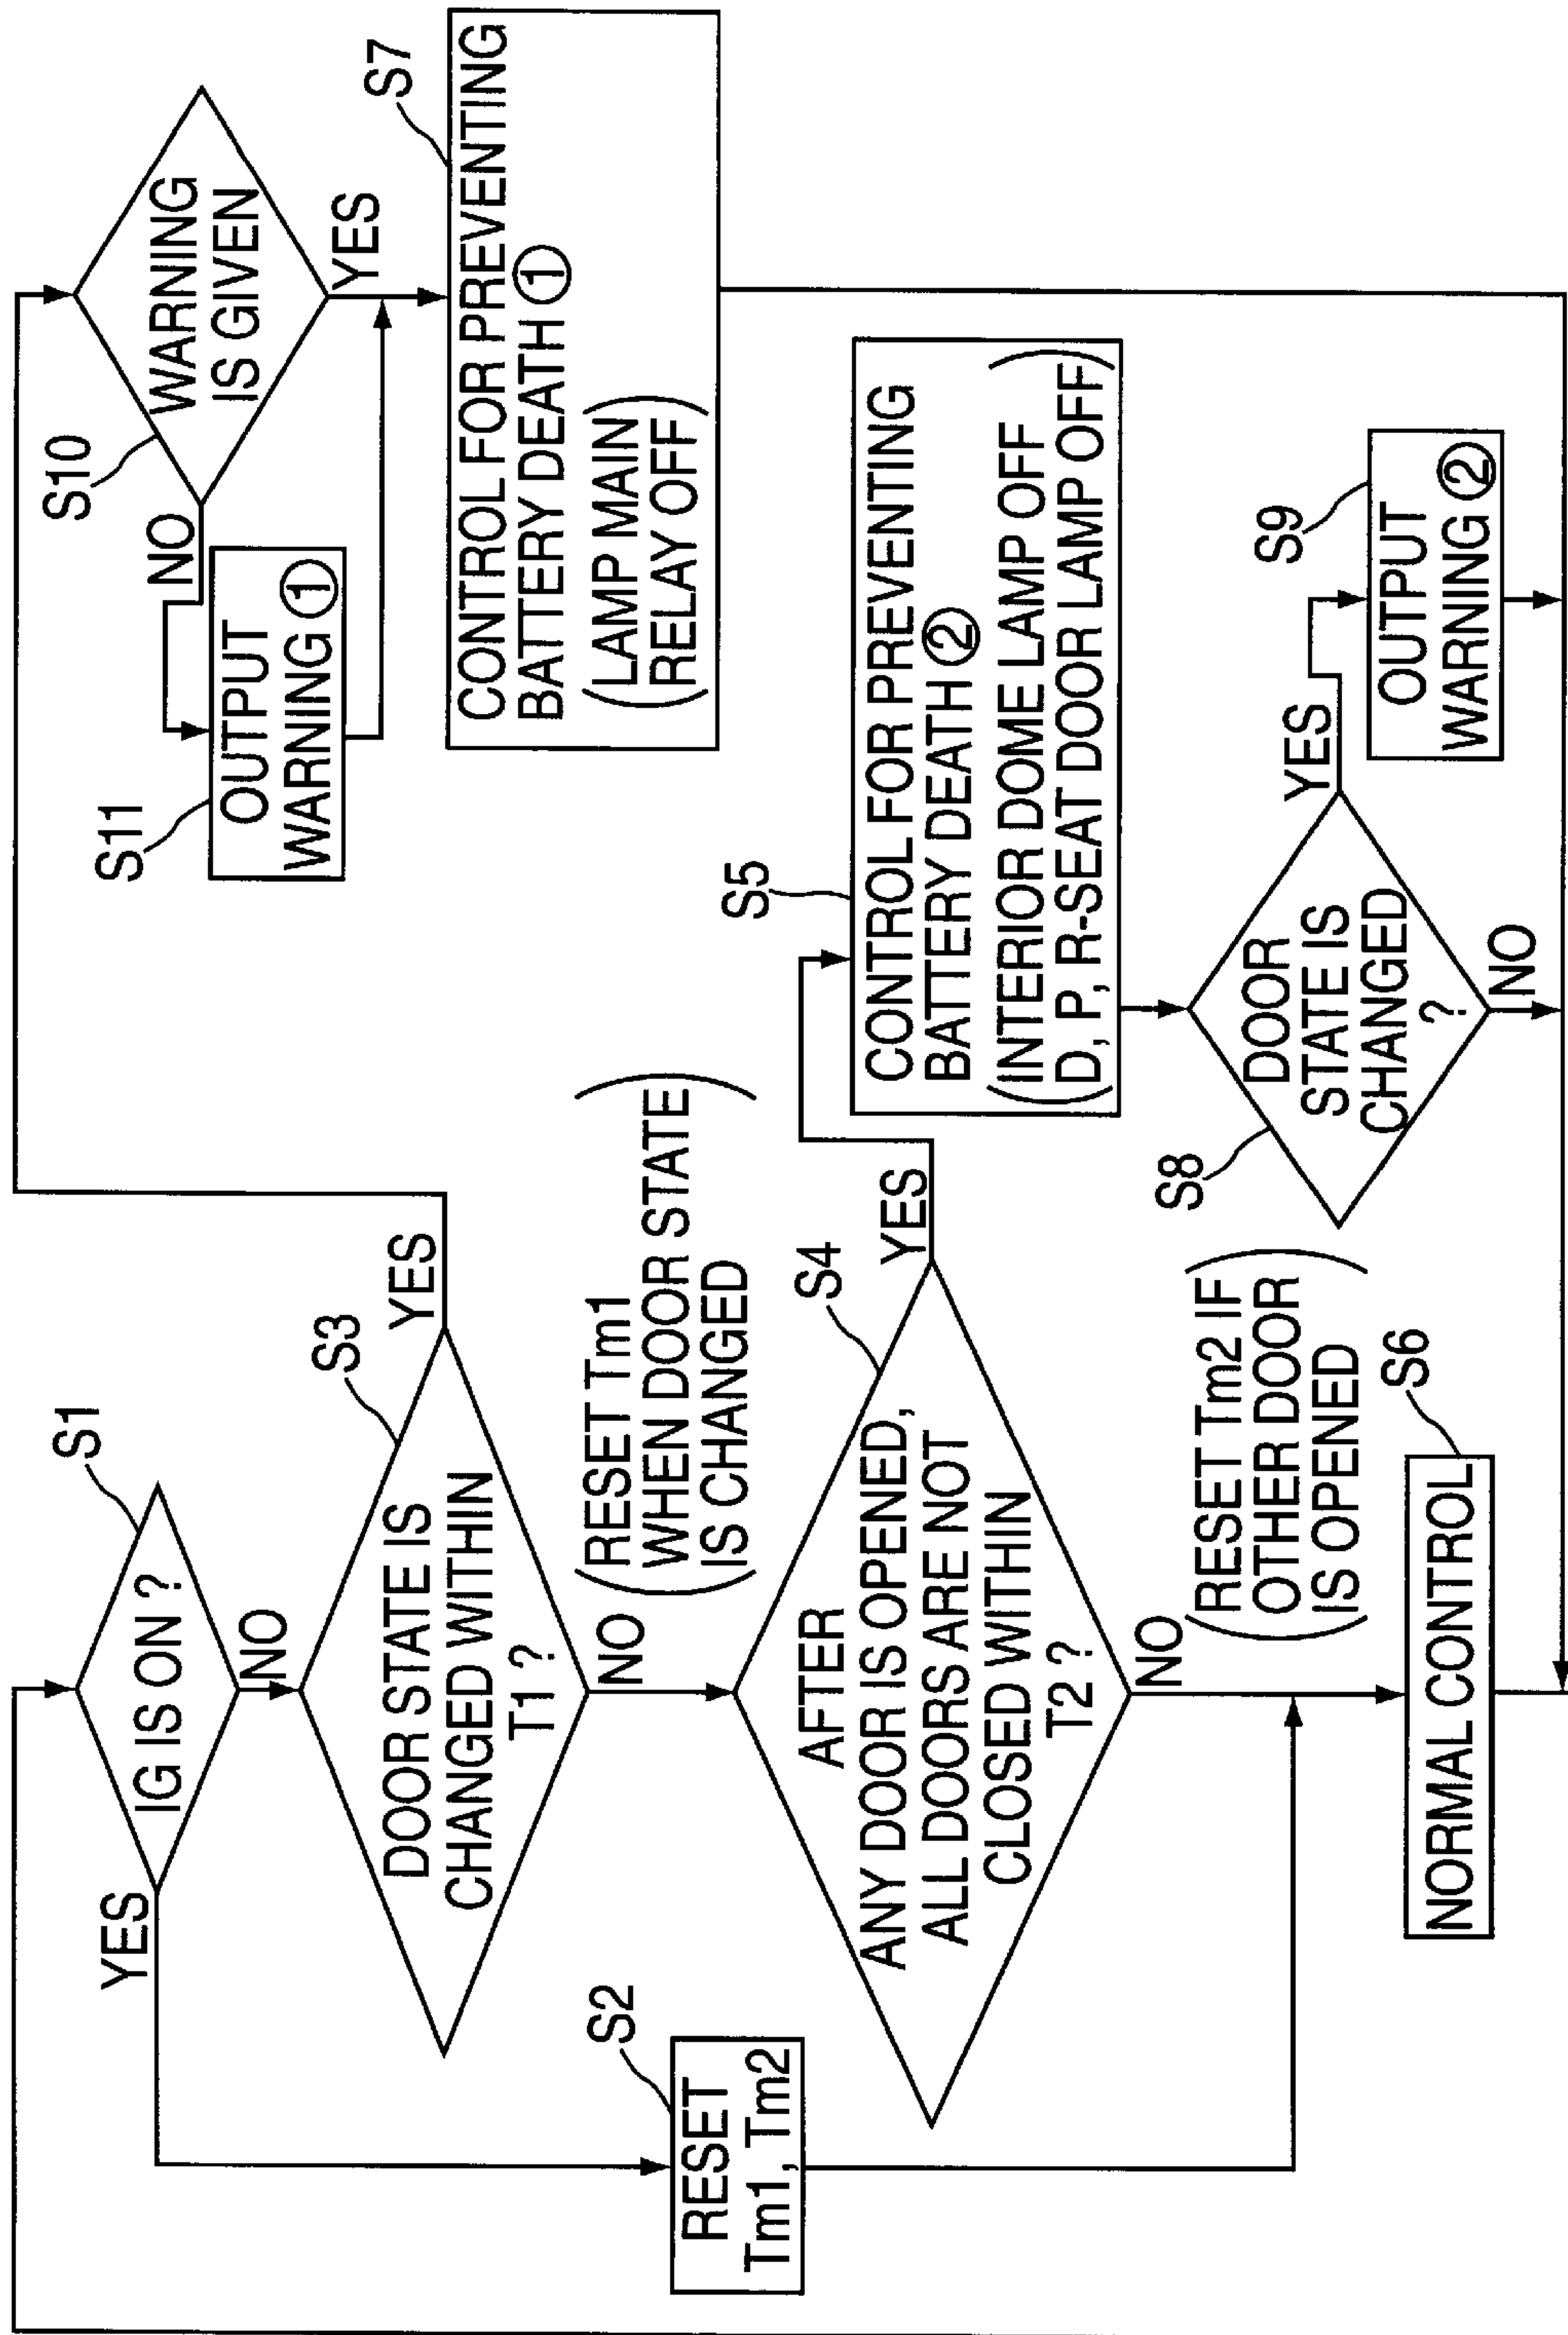 S1
IG IS ON ?
YES
NO
S2
RESET
Tm1, Tm2
S3
DOOR STATE IS
CHANGED WITHIN
T1 ?
YES
NO
(RESET Tm1
WHEN DOOR STATE
IS CHANGED)
S4
AFTER
ANY DOOR IS OPENED,
ALL DOORS ARE NOT
CLOSED WITHIN
T2 ?
YES
NO
(RESET Tm2 IF
OTHER DOOR
IS OPENED)
S6
NORMAL CONTROL
S10
WARNING
IS GIVEN
NO
YES
S11
OUTPUT
WARNING ①
S7
CONTROL FOR PREVENTING
BATTERY DEATH ①
(LAMP MAIN
RELAY OFF)
S5
CONTROL FOR PREVENTING
BATTERY DEATH ②
(INTERIOR DOME LAMP OFF
D, P, R-SEAT DOOR LAMP OFF)
S8
DOOR
STATE IS
CHANGED
?
YES
NO
S9
OUTPUT
WARNING ②